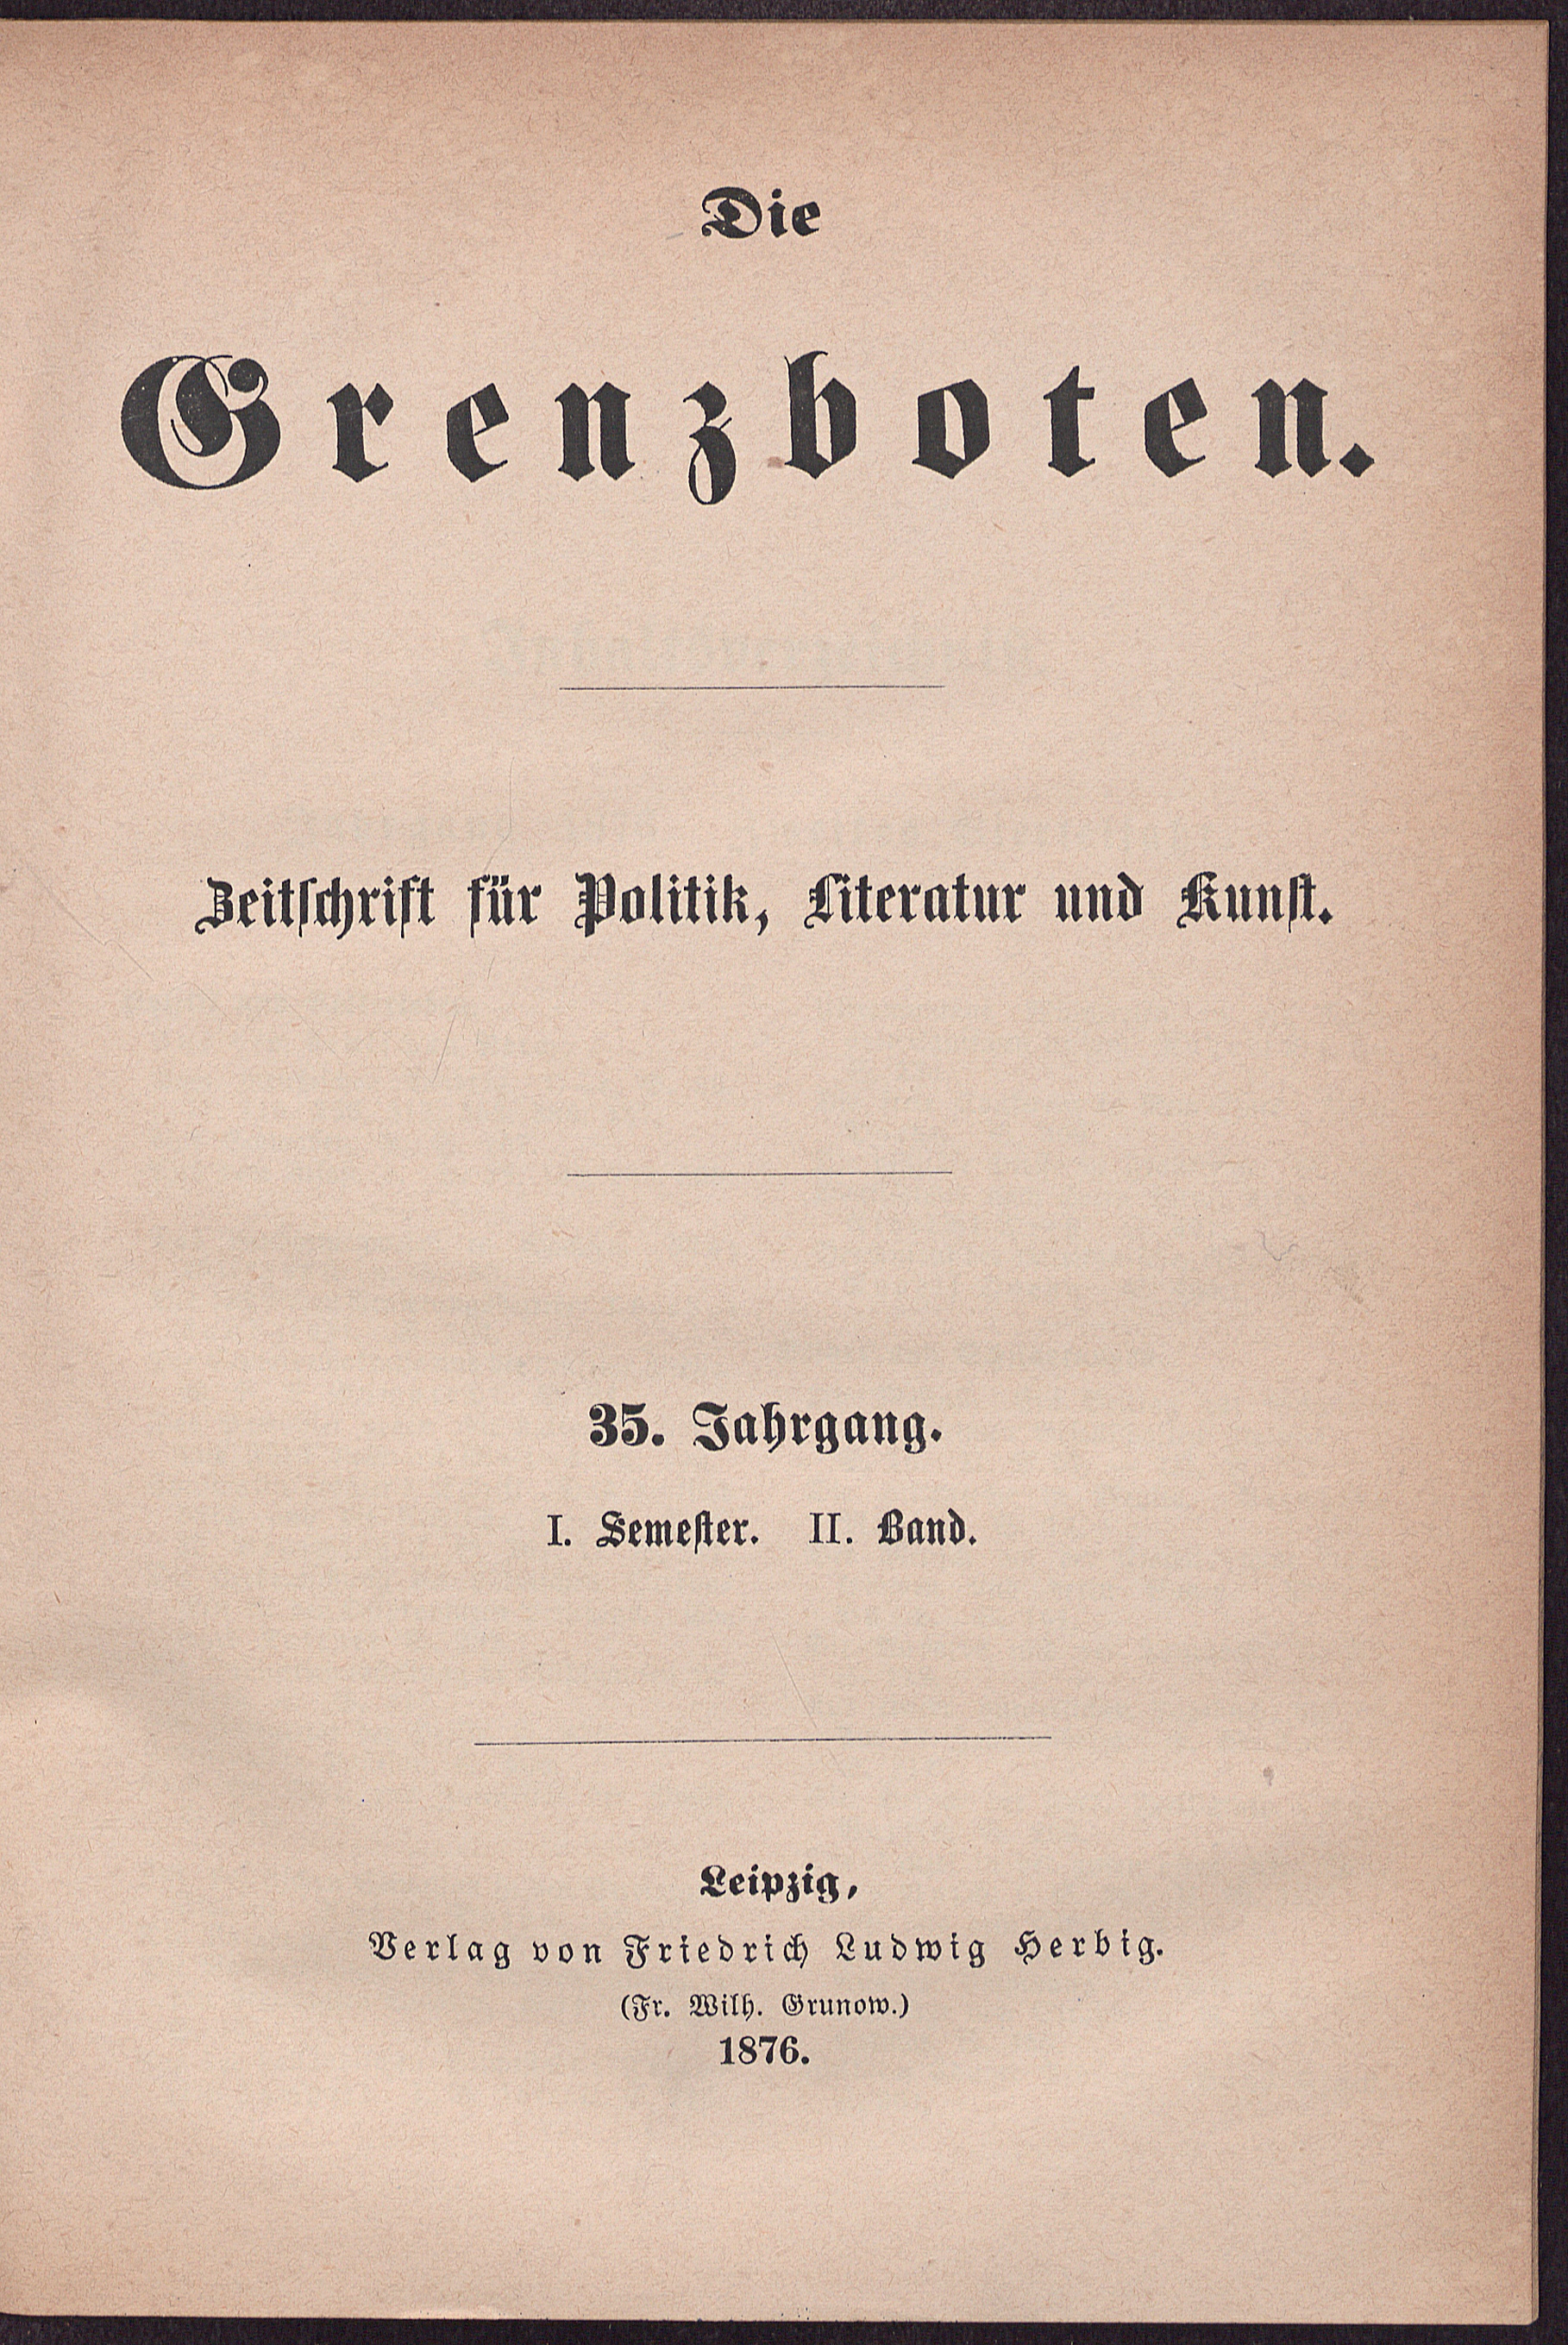 Die
Grenzboten.
Zeitschrift für Politik, Literatur und Kunst.
35. Jahrgang.
I. Semester. II. Band.
Leipzig,
Verlag von Friedrich Ludwig Herbig.
(Fr. Wilh. Grunow.)
1876.